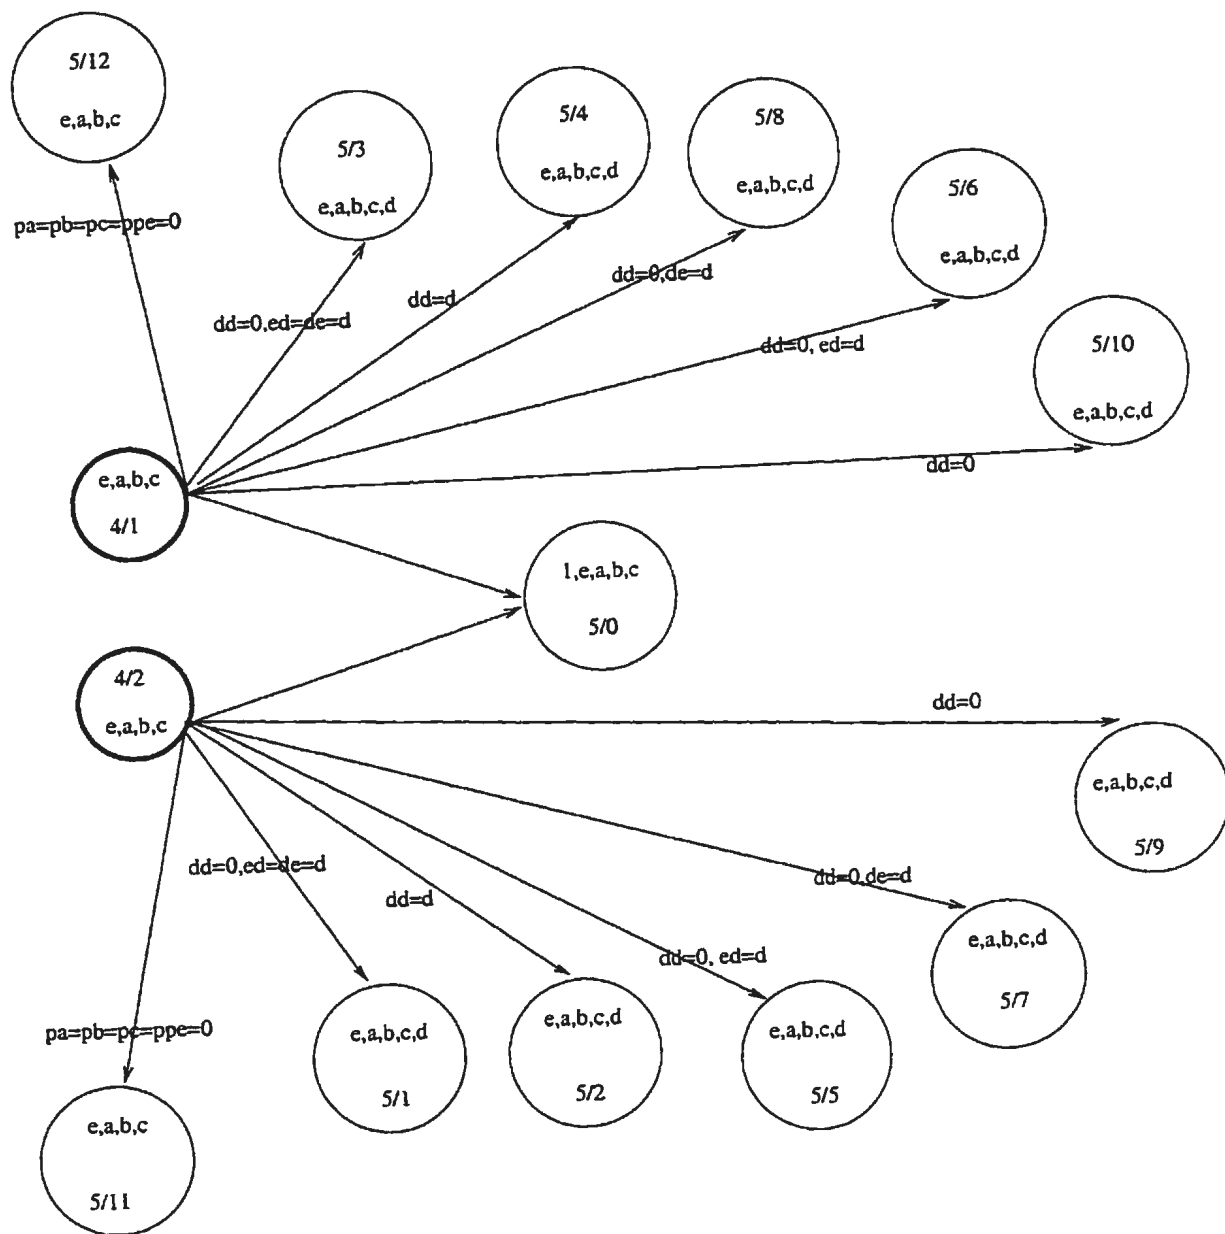 5/12
e,a,b,c
5/3
e,a,b,c,d
5/4
e,a,b,c,d
5/8
e,a,b,c,d
5/6
e,a,b,c,d
5/10
e,a,b,c,d
pa=pb=pc=ppe=0
dd=0,ed=de=d
dd=d
dd=0,de=d
dd=0, ed=d
dd=0
e,a,b,c
4/1
1,e,a,b,c
5/0
4/2
e,a,b,c
dd=0
e,a,b,c,d
5/9
dd=0,ed=de=d
dd=d
dd=0, ed=d
dd=0,de=d
e,a,b,c,d
5/7
pa=pb=pc=ppe=0
e,a,b,c,d
5/1
e,a,b,c,d
5/2
e,a,b,c,d
5/5
e,a,b,c
5/11